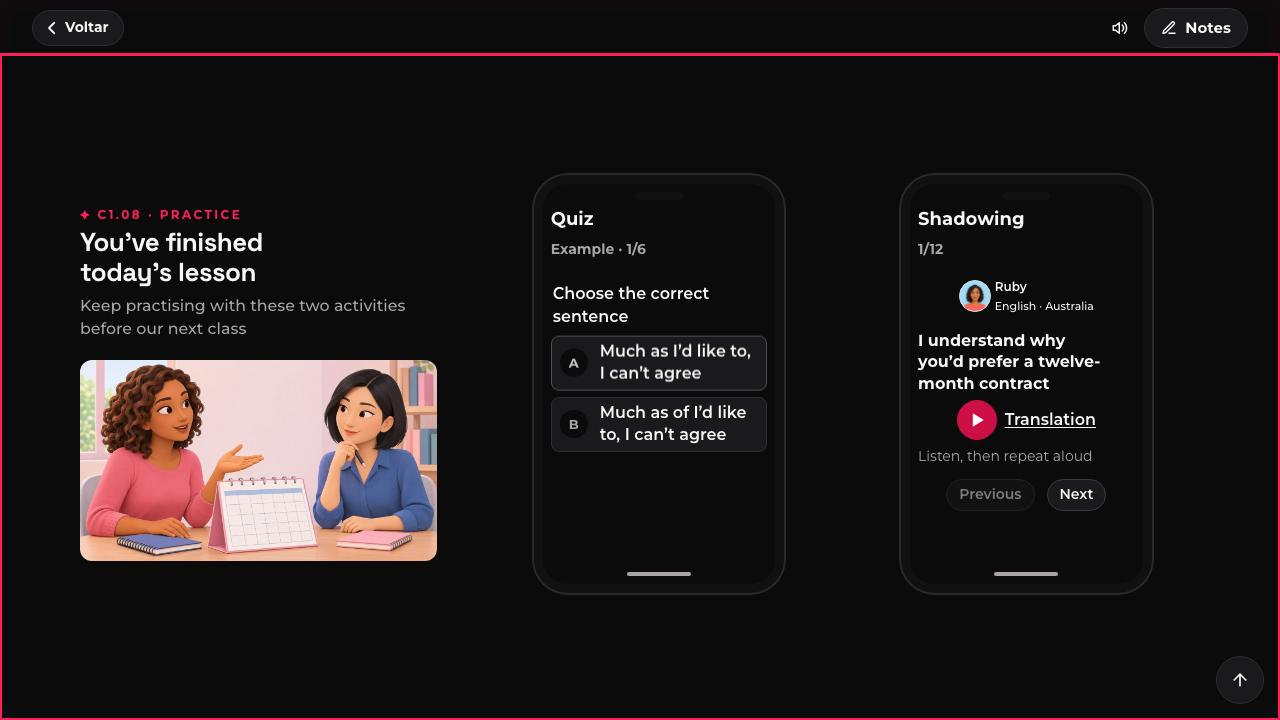 Voltar
Notes
C1.08 · PRACTICE
You’ve finished
today’s lesson
Keep practising with these two activities
before our next class
Quiz
Example · 1/6
Choose the correct
sentence
A
Much as I’d like to,
I can’t agree
B
Much as of I’d like
to, I can’t agree
Shadowing
1/12
Ruby
English · Australia
I understand why
you’d prefer a twelve-
month contract
Translation
Listen, then repeat aloud
Previous
Next